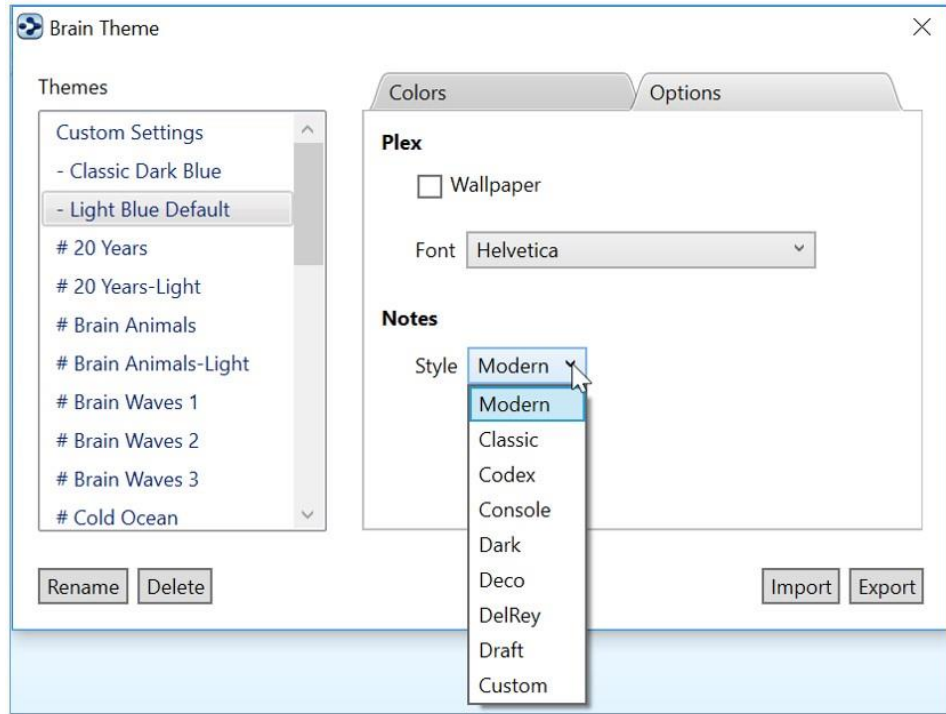 Brain Theme
Themes
Custom Settings
- Classic Dark Blue
- Light Blue Default
# 20 Years
# 20 Years-Light
# Brain Animals
# Brain Animals-Light
# Brain Waves 1
# Brain Waves 2
# Brain Waves 3
# Cold Ocean
Rename Delete
Colors Options
Plex
Wallpaper
Font Helvetica
Notes
Style Modern
Modern
Classic
Codex
Console
Dark
Deco
DelRey
Draft
Custom
Import Export